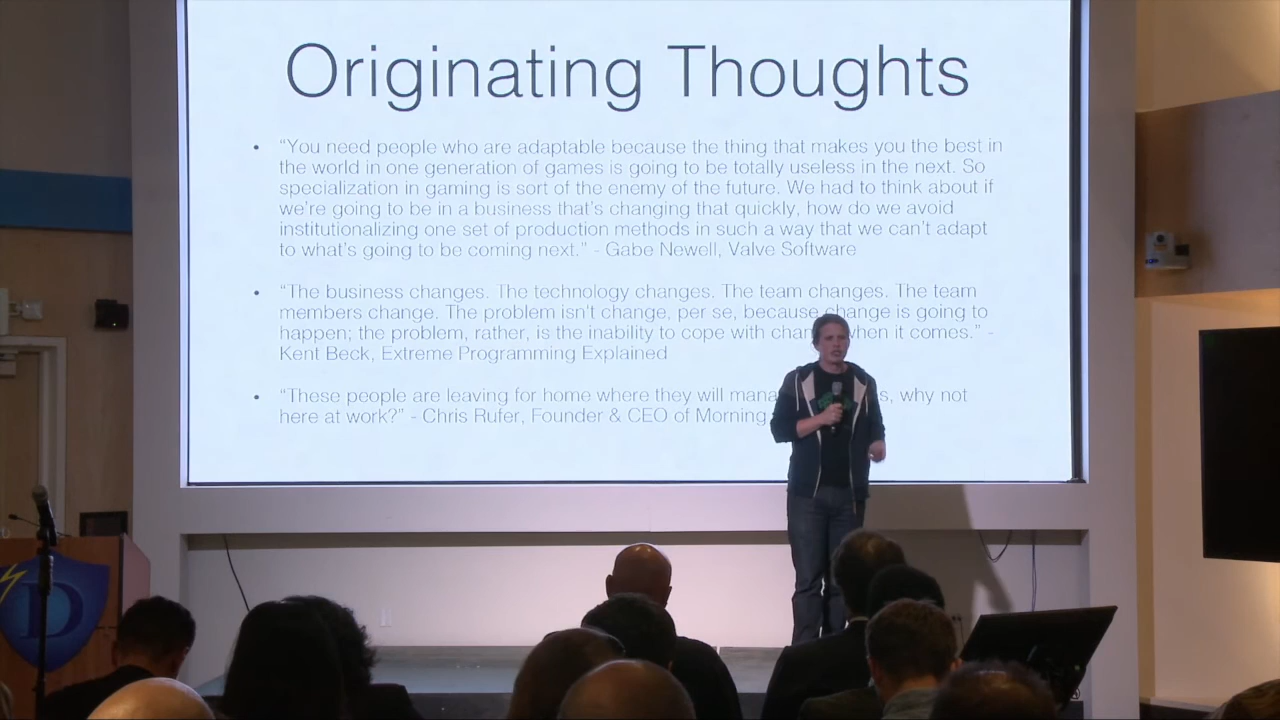 Originating Thoughts
• “You need people who are adaptable because the thing that makes you the best in
the world in one generation of games is going to be totally useless in the next. So
specialization in gaming is sort of the enemy of the future. We had to think about if
we’re going to be in a business that’s changing that quickly, how do we avoid
institutionalizing one set of production methods in such a way that we can’t adapt
to what’s going to be coming next.” - Gabe Newell, Valve Software
• “The business changes. The technology changes. The team changes. The team
members change. The problem isn’t change, per se, because change is going to
happen; the problem, rather, is the inability to cope with when it comes.” -
Kent Beck, Extreme Programming Explained
• “These people are leaving for home where they will why not
here at work?” - Chris Rufer, Founder & CEO of Morning
D